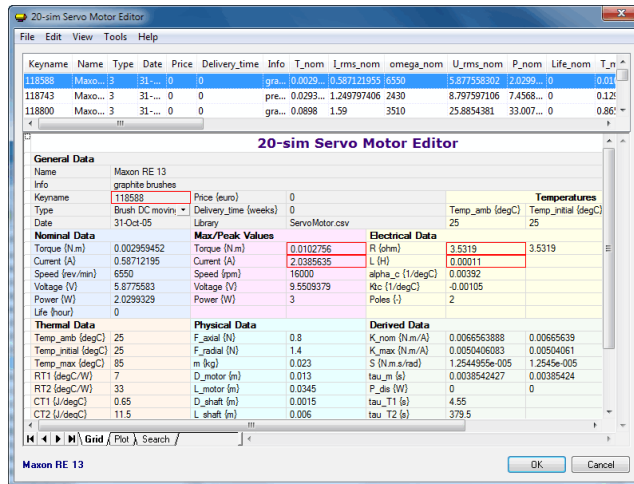 20-sim Servo Motor Editor
File Edit View Tools Help
Keyname Name Type Date Price Delivery_time Info T_nom I_rms_nom omega_nom U_rms_nom P_nom Life_nom T_m
118588 Maxo... 3 31-... 0 0 gra... 0.0029... 0.587121955 6550 5.877558302 2.0299... 0 0.010
118743 Maxo... 3 31-... 0 0 pre... 0.0293... 1.249797406 2430 8.797597106 7.4568... 0 0.125
118800 Maxo... 3 31-... 0 0 gra... 0.0898 1.59 3510 25.8854381 33.007... 0 0.865
20-sim Servo Motor Editor
General Data
Name Maxon RE 13
Info graphite brushes
Keyname 118588 Price {euro} 0 Temperatures
Type Brush DC moving Delivery_time {weeks} 0 Temp_amb {degC} Temp_initial {degC}
Date 31-Oct-05 Library ServoMotor.csv 25 25
Nominal Data Max/Peak Values Electrical Data
Torque {N.m} 0.002959452 Torque {N.m} 0.0102756 R {ohm} 3.5319 3.5319
Current {A} 0.58712195 Current {A} 2.0385635 L {H} 0.00011
Speed {rev/min} 6550 Speed {rpm} 16000 alpha_c {1/degC} 0.00392
Voltage {V} 5.8775583 Voltage {V} 9.5509379 Ktc {1/degC} -0.00105
Power {W} 2.0299329 Power {W} 3 Poles {-} 2
Life {hour} 0
Thermal Data Physical Data Derived Data
Temp_amb {degC} 25 F_axial {N} 0.8 K_nom {N.m/A} 0.0066563888 0.00665639
Temp_initial {degC} 25 F_radial {N} 1.4 K_max {N.m/A} 0.0050406083 0.00504061
Temp_max {degC} 85 m {kg} 0.023 S {N.m.s/rad} 1.2544955e-005 1.2545e-005
RT1 {degC/W} 7 D_motor {m} 0.013 tau_m {s} 0.0038542427 0.00385424
RT2 {degC/W} 33 L_motor {m} 0.0345 P_dis {W} 0 0
CT1 {J/degC} 0.65 D_shaft {m} 0.0015 tau_T1 {s} 4.55
CT2 {J/degC} 11.5 L_shaft {m} 0.006 tau_T2 {s} 379.5
Grid Plot Search
Maxon RE 13 OK Cancel